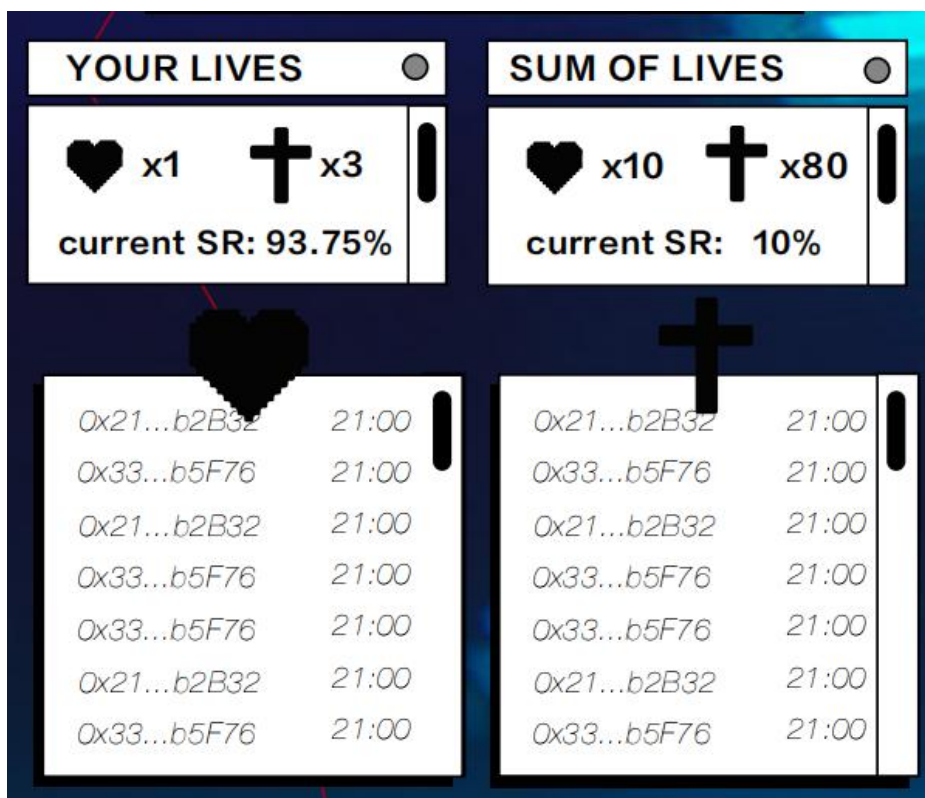 YOUR LIVES
x1 x3
current SR: 93.75%
0x21...b2B32 21:00
0x33...b5F76 21:00
0x21...b2B32 21:00
0x33...b5F76 21:00
0x33...b5F76 21:00
0x21...b2B32 21:00
0x33...b5F76 21:00
SUM OF LIVES
x10 x80
current SR: 10%
0x21...b2B32 21:00
0x33...b5F76 21:00
0x21...b2B32 21:00
0x33...b5F76 21:00
0x33...b5F76 21:00
0x21...b2B32 21:00
0x33...b5F76 21:00